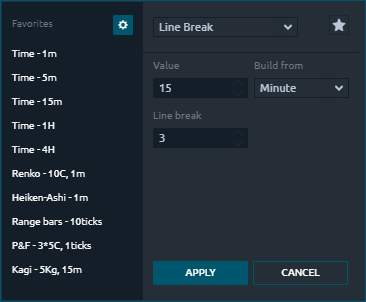 Favorites
Time - 1m
Time - 5m
Time - 15m
Time - 1H
Time - 4H
Renko - 10C, 1m
Heiken-Ashi - 1m
Range bars - 10ticks
P&F - 3*5C, 1ticks
Kagi - 5Kg, 15m
Line Break
Value Build from
15 Minute
Line break
3
APPLY CANCEL